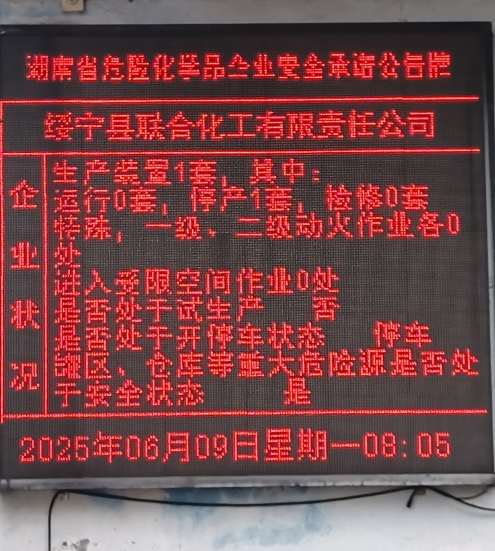 湖南省危险化学品企业安全承诺公告牌
绥宁县联合化工有限责任公司
企业状况
生产装置1套，其中：
运行0套，停产1套，检修0套
特殊，一级、二级动火作业各0
处
进入受限空间作业0处
是否处于试生产 否
是否处于开停车状态 停车
罐区、仓库等重大危险源是否处
于安全状态 是
2025年06月09日星期一08:05